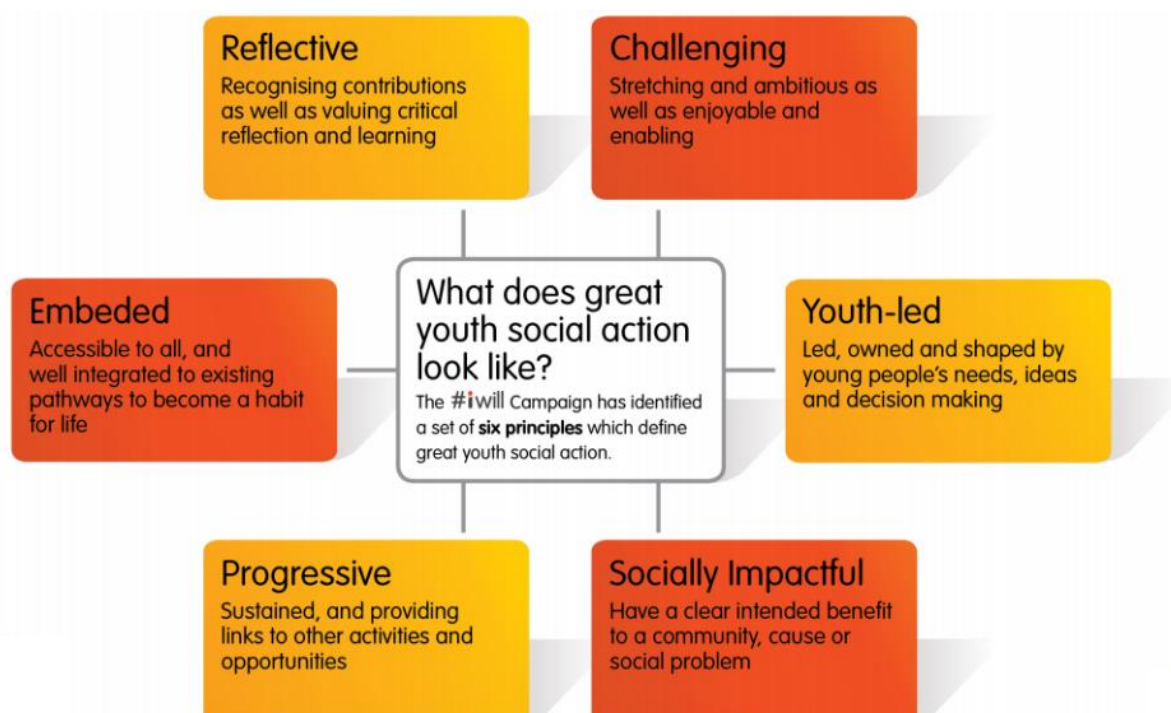 Reflective
Recognising contributions
as well as valuing critical
reflection and learning
Challenging
Stretching and ambitious as
well as enjoyable and
enabling
Embeded
Accessible to all, and
well integrated to existing
pathways to become a habit
for life
What does great
youth social action
look like?
The #iwill Campaign has identified
a set of six principles which define
great youth social action.
Youth-led
Led, owned and shaped by
young people's needs, ideas
and decision making
Progressive
Sustained, and providing
links to other activities and
opportunities
Socially Impactful
Have a clear intended benefit
to a community, cause or
social problem